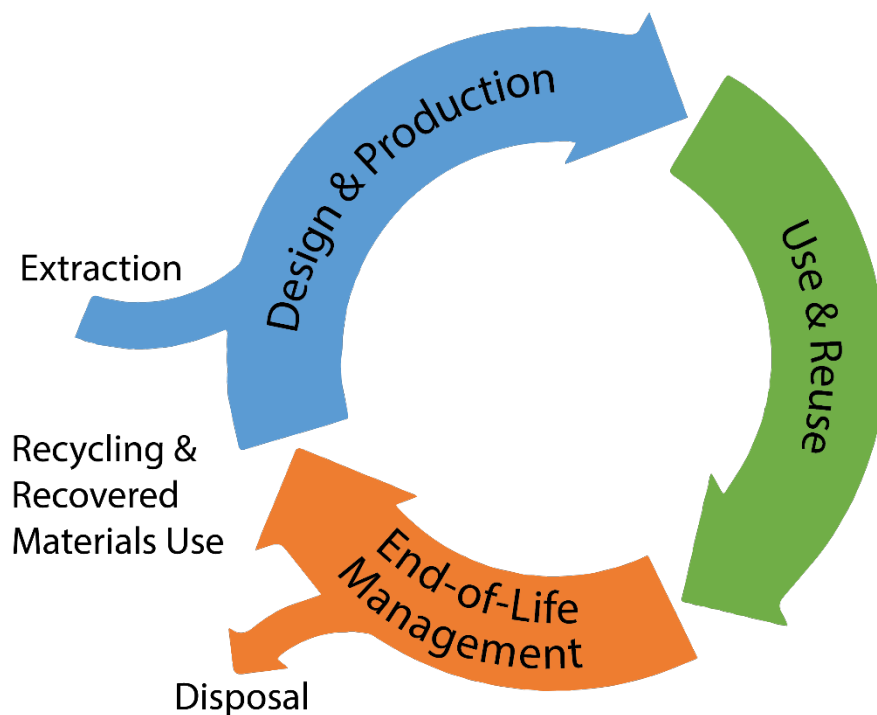 Design & Production
Extraction
Use & Reuse
Recycling &
Recovered
Materials Use
End-of-Life
Management
Disposal